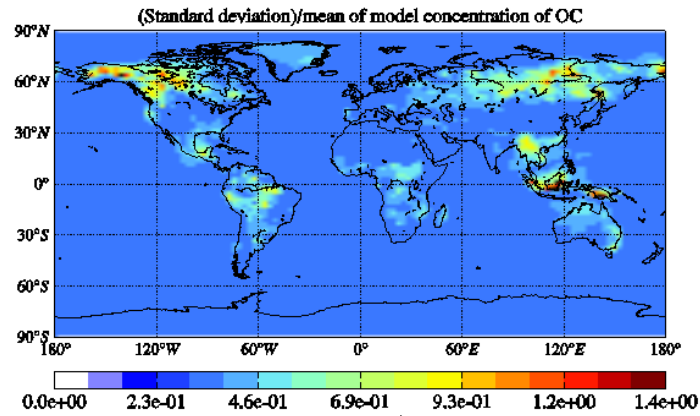 (Standard deviation)/mean of model concentration of OC
90°N
60°N
30°N
0°
30°S
60°S
90°S
180° 120°W 60°W 0° 60°E 120°E 180°
0.0e+00 2.3e-01 4.6e-01 6.9e-01 9.3e-01 1.2e+00 1.4e+00